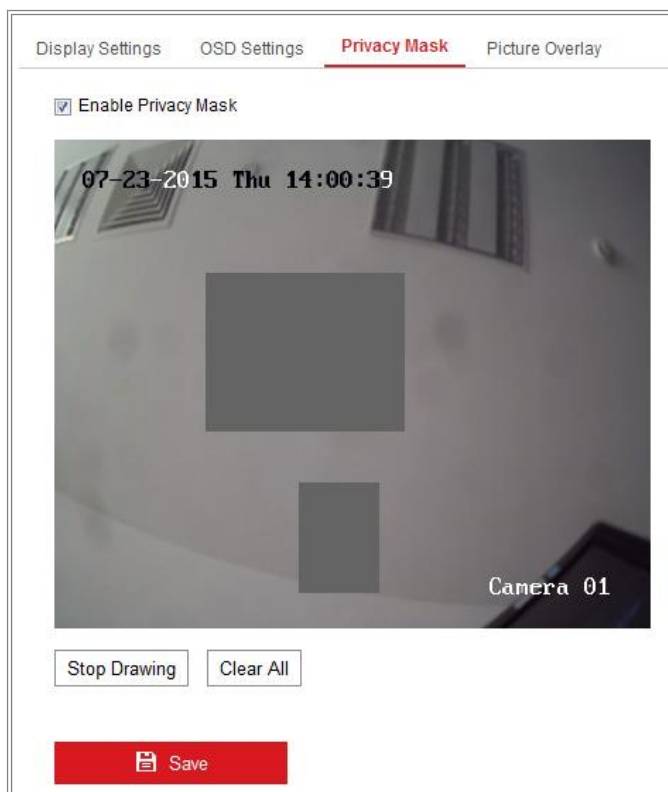 Display Settings OSD Settings Privacy Mask Picture Overlay
Enable Privacy Mask
07-23-2015 Thu 14:00:39
Camera 01
Stop Drawing Clear All
Save